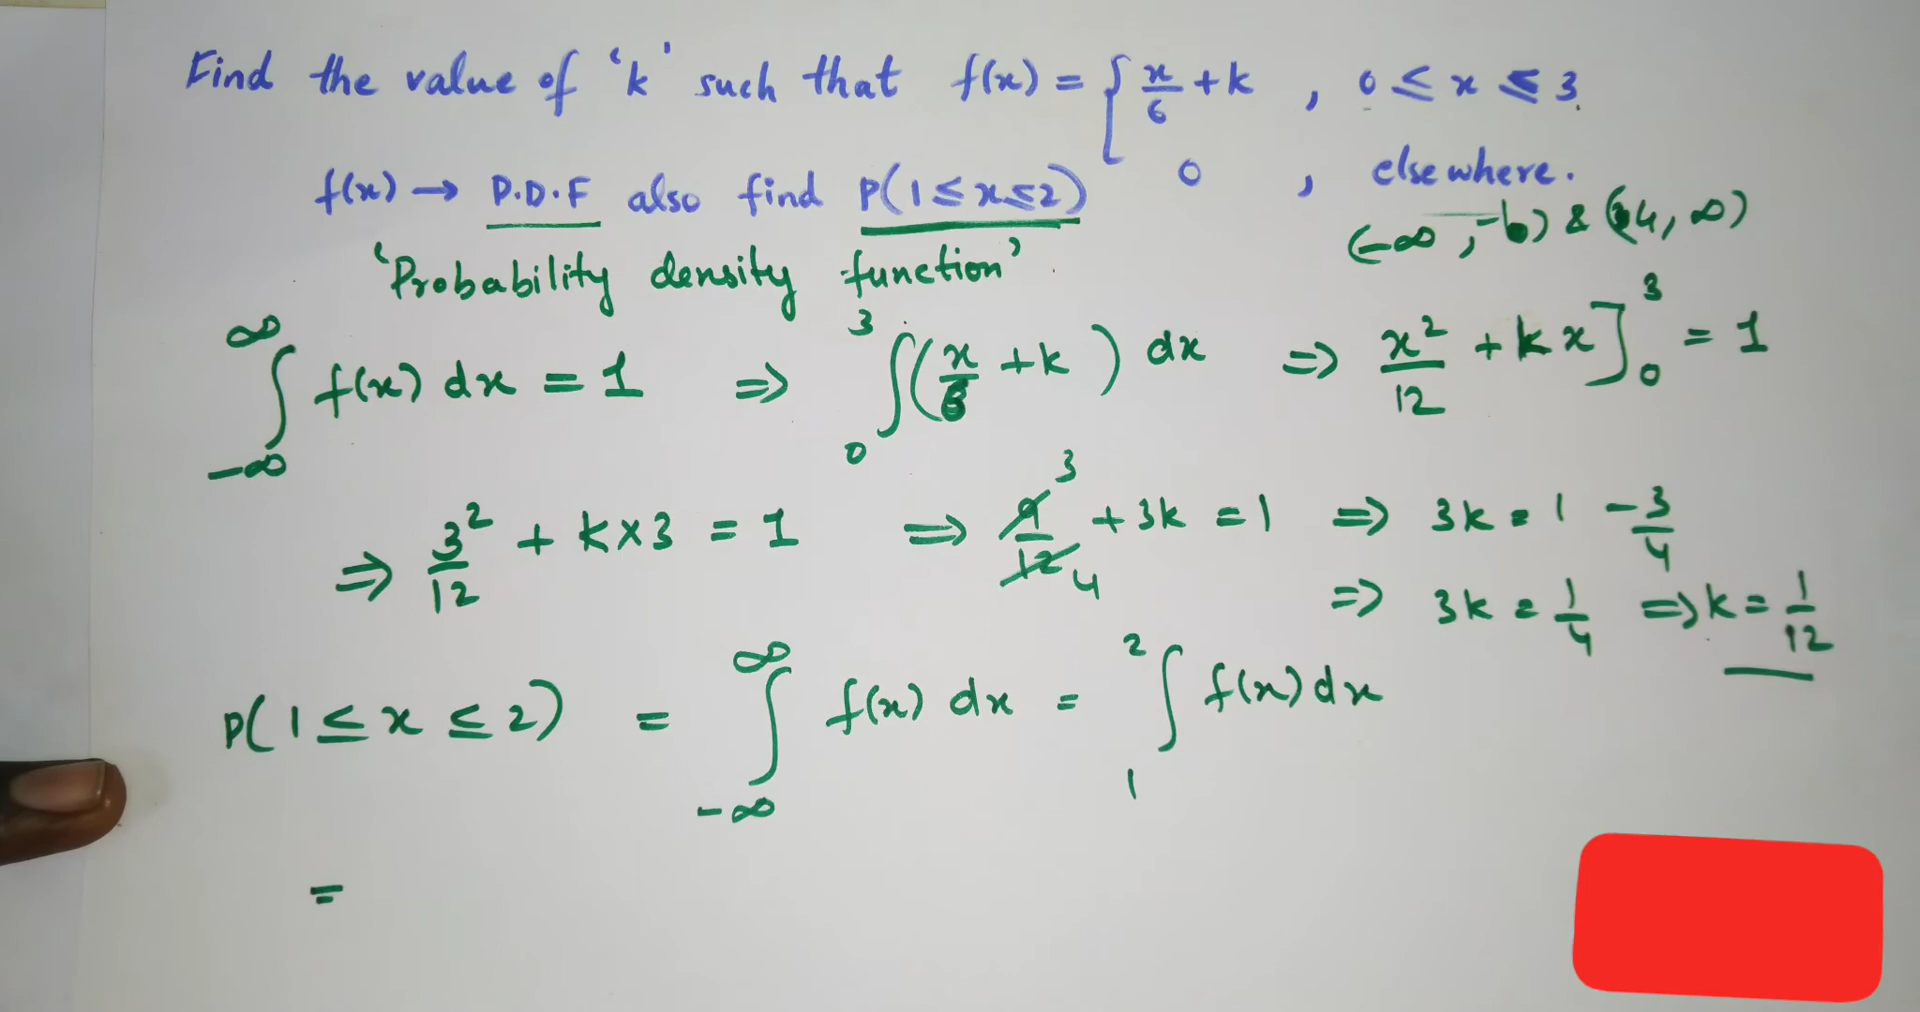 Find the value of 'k' such that f(x) = { x/6 + k , 0 ≤ x ≤ 3
f(x) → P.D.F also find P(1 ≤ x ≤ 2) 0 , elsewhere.
'Probability density function'
∫_{-∞}^{∞} f(x) dx = 1 ⇒ ∫_0^3 (x/6 + k) dx ⇒ x²/12 + kx]_0^3 = 1
⇒ 3²/12 + k×3 = 1 ⇒ 9/12 3/4 + 3k = 1 ⇒ 3k = 1 - 3/4
⇒ 3k = 1/4 ⇒ k = 1/12
P(1 ≤ x ≤ 2) = ∫_{-∞}^{∞} f(x) dx = ∫_1^2 f(x) dx
=